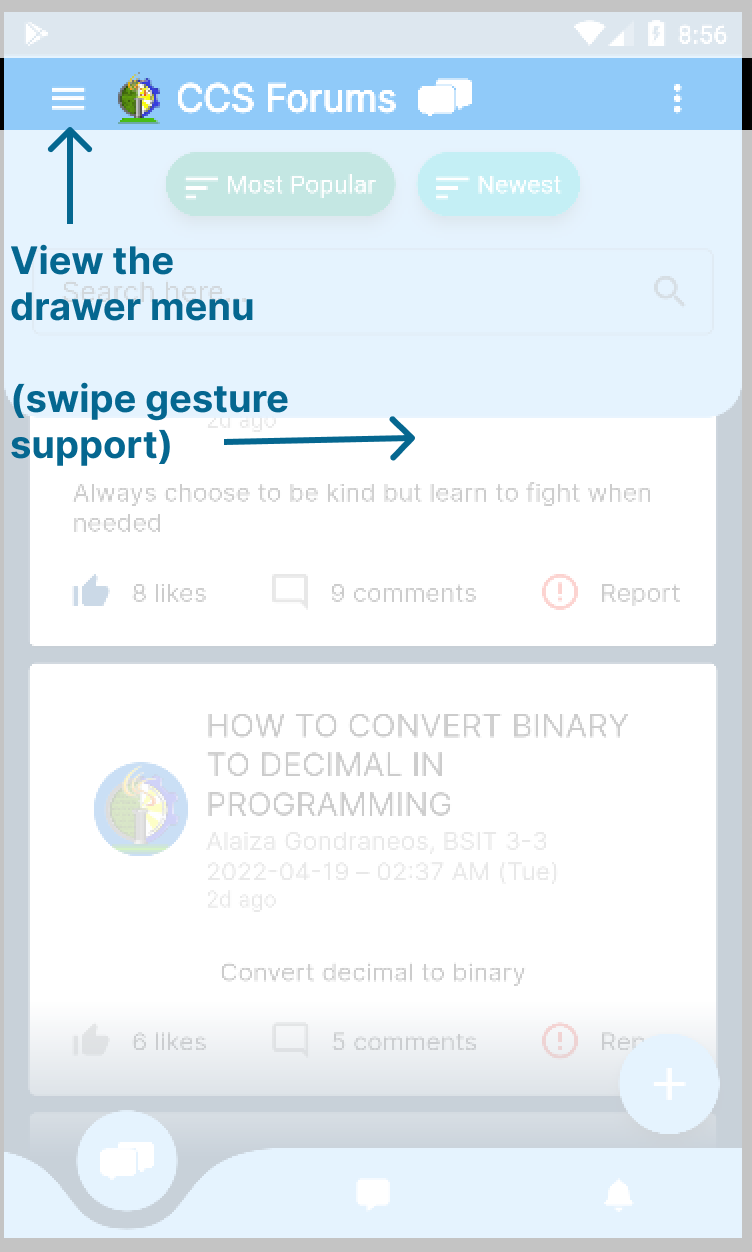 8:56
CCS Forums
Most Popular
Newest
View the
Search here...
drawer menu
(swipe gesture
2d ago
support)
Always choose to be kind but learn to fight when
needed
8 likes
9 comments
Report
HOW TO CONVERT BINARY
TO DECIMAL IN
PROGRAMMING
Alaiza Gondraneos, BSIT 3-3
2022-04-19 – 02:37 AM (Tue)
2d ago
Convert decimal to binary
6 likes
5 comments